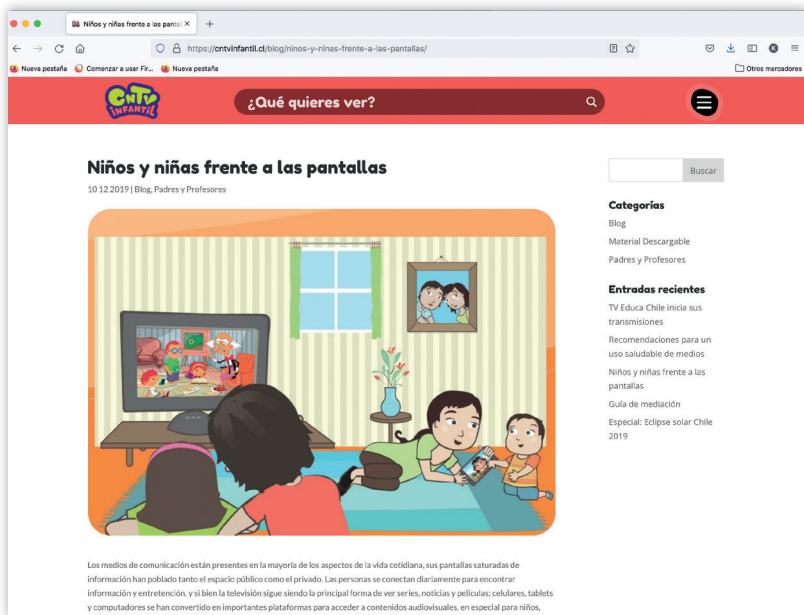 Niños y niñas frente a las pantal
https://cntvinfantil.cl/blog/ninos-y-ninas-frente-a-las-pantallas/
Nueva pestaña
Comenzar a usar Fir...
Nueva pestaña
Otros marcadores
CNTV
INFANTIL
¿Qué quieres ver?
Niños y niñas frente a las pantallas
10 12 2019 | Blog, Padres y Profesores
Los medios de comunicación están presentes en la mayoría de los aspectos de la vida cotidiana, sus pantallas saturadas de
información han poblado tanto el espacio público como el privado. Las personas se conectan diariamente para encontrar
información y entretención, y si bien la televisión sigue siendo la principal forma de ver series, noticias y películas; celulares, tablets
y computadores se han convertido en importantes plataformas para acceder a contenidos audiovisuales, en especial para niños,
Buscar
Categorías
Blog
Material Descargable
Padres y Profesores
Entradas recientes
TV Educa Chile inicia sus
transmisiones
Recomendaciones para un
uso saludable de medios
Niños y niñas frente a las
pantallas
Guía de mediación
Especial: Eclipse solar Chile
2019